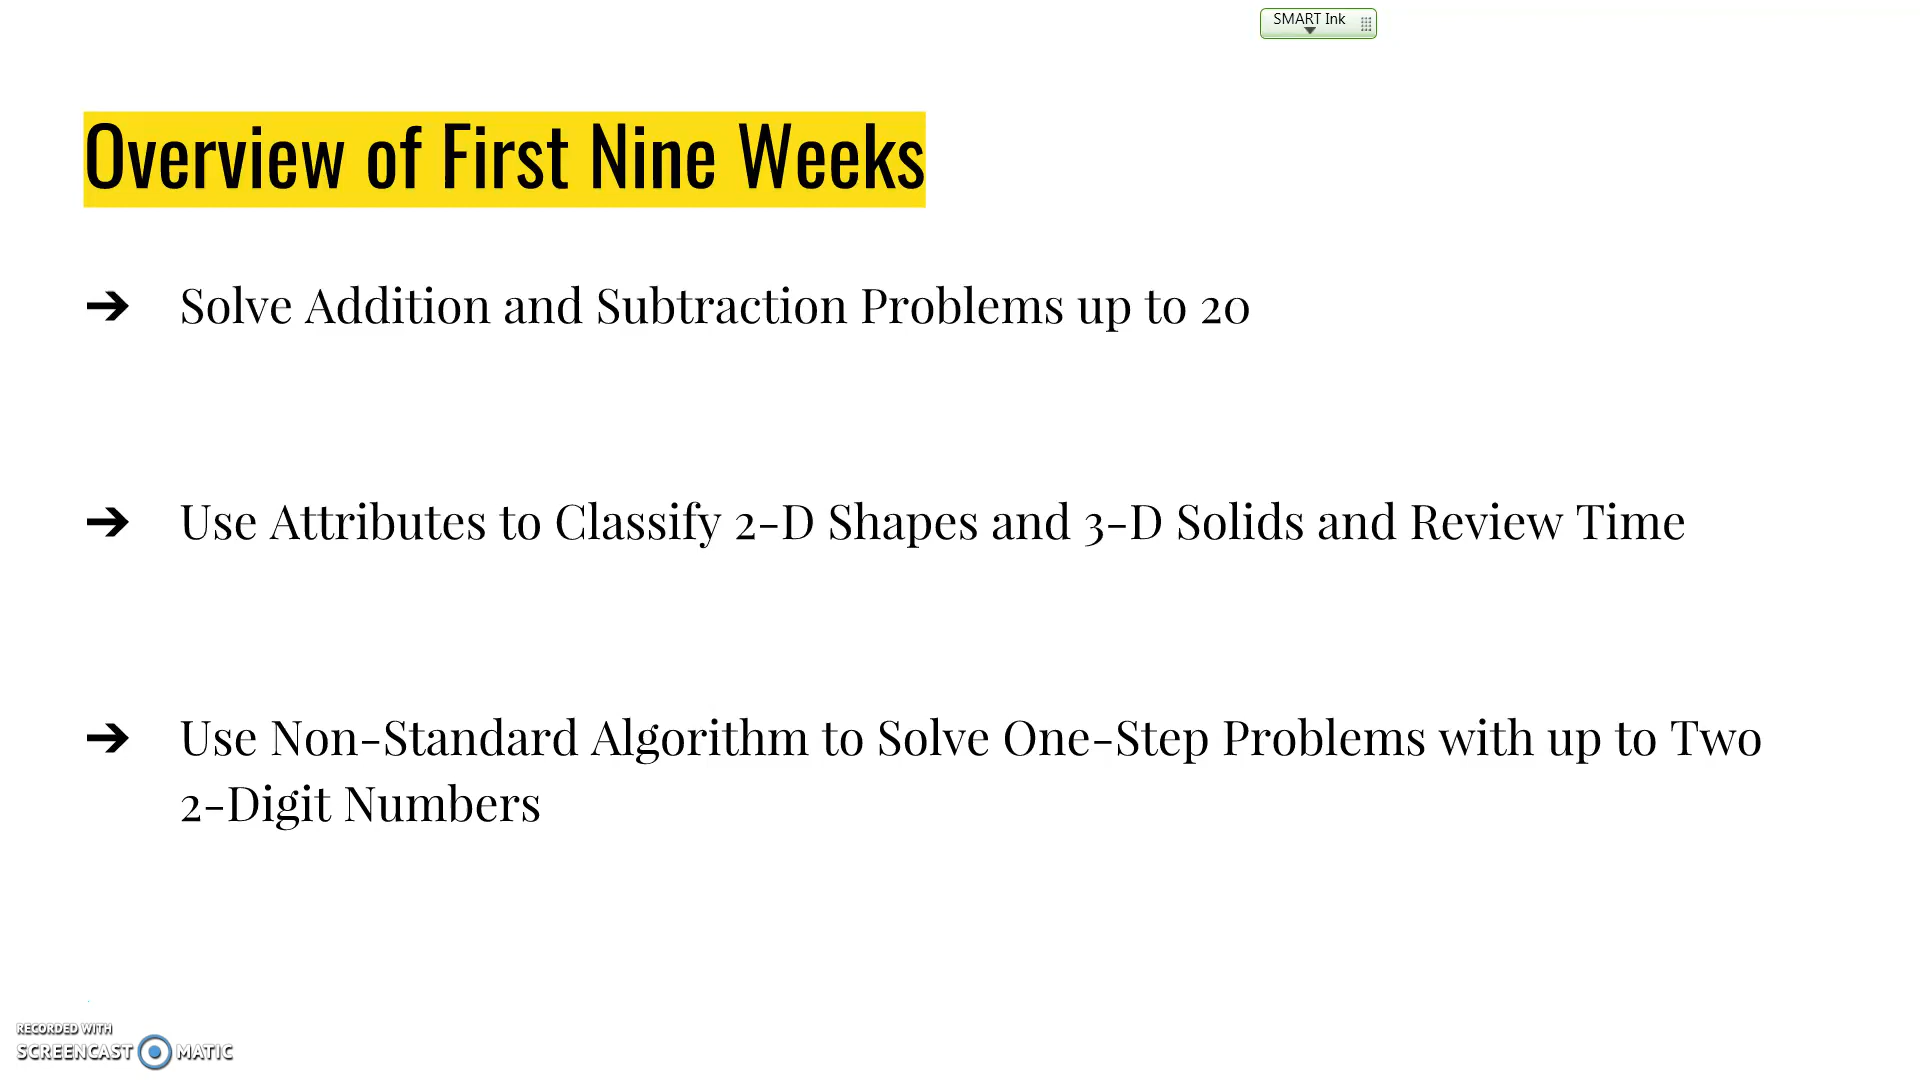 SMART Ink
Overview of First Nine Weeks
➔ Solve Addition and Subtraction Problems up to 20
➔ Use Attributes to Classify 2-D Shapes and 3-D Solids and Review Time
➔ Use Non-Standard Algorithm to Solve One-Step Problems with up to Two
2-Digit Numbers
RECORDED WITH
SCREENCAST MATIC